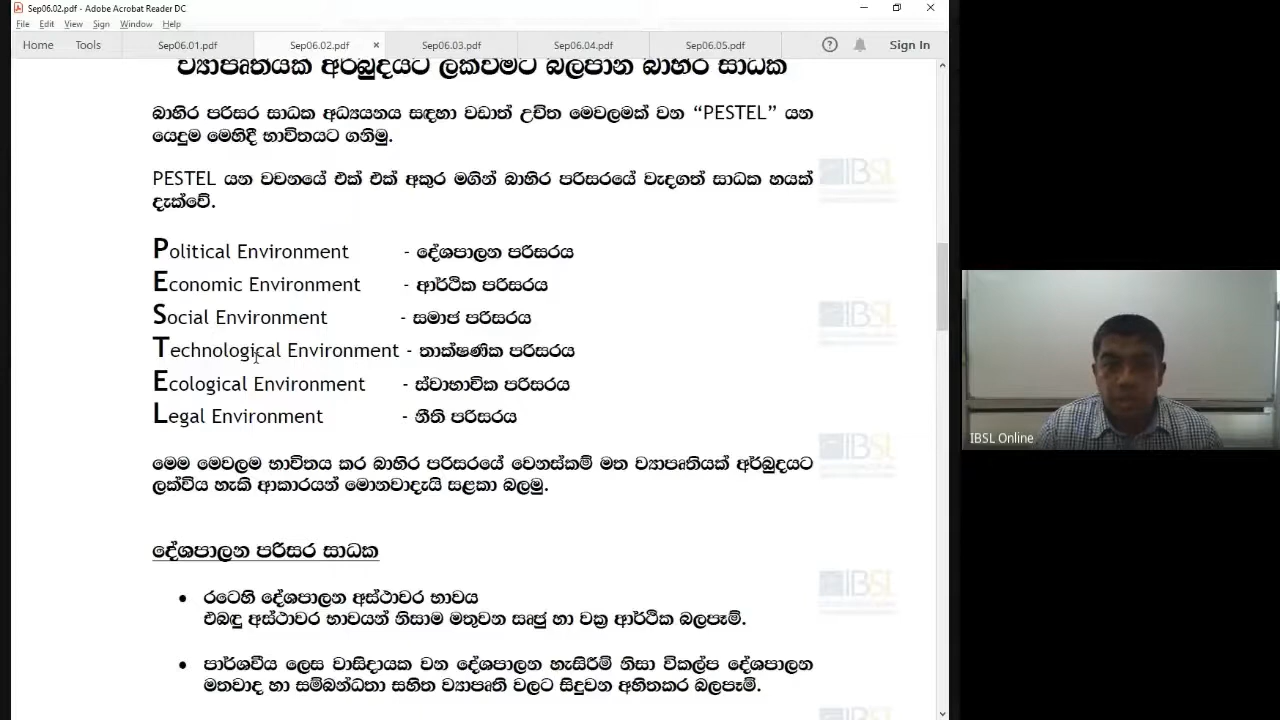 Sep06.02.pdf - Adobe Acrobat Reader DC
File Edit View Sign Window Help
Home Tools Sep06.01.pdf Sep06.02.pdf × Sep06.03.pdf Sep06.04.pdf Sep06.05.pdf Sign In
ව්‍යාපෘතියක් අර්බුදයට ලක්වීමට බලපාන බාහිර සාධක
බාහිර පරිසර සාධක අධ්‍යයනය සඳහා වඩාත් උචිත මෙවලමක් වන “PESTEL” යන
යෙදුම මෙහිදී භාවිතයට ගනිමු.
PESTEL යන වචනයේ එක් එක් අකුර මගින් බාහිර පරිසරයේ වැදගත් සාධක හයක්
දැක්වේ.
Political Environment - දේශපාලන පරිසරය
Economic Environment - ආර්ථික පරිසරය
Social Environment - සමාජ පරිසරය
Technological Environment - තාක්ෂණික පරිසරය
Ecological Environment - ස්වාභාවික පරිසරය
Legal Environment - නීති පරිසරය
මෙම මෙවලම භාවිතය කර බාහිර පරිසරයේ වෙනස්කම් මත ව්‍යාපෘතියක් අර්බුදයට
ලක්විය හැකි ආකාරයන් මොනවාදැයි සළකා බලමු.
දේශපාලන පරිසර සාධක
• රටෙහි දේශපාලන අස්ථාවර භාවය
එබඳු අස්ථාවර භාවයන් නිසාම මතුවන සෘජු හා වක්‍ර ආර්ථික බලපෑම්.
• පාර්ශවීය ලෙස වාසිදායක වන දේශපාලන හැසිරීම් නිසා විකල්ප දේශපාලන
මතවාද හා සම්බන්ධතා සහිත ව්‍යාපෘති වලට සිදුවන අහිතකර බලපෑම්.
IBSL
IBSL
IBSL
IBSL
IBSL Online